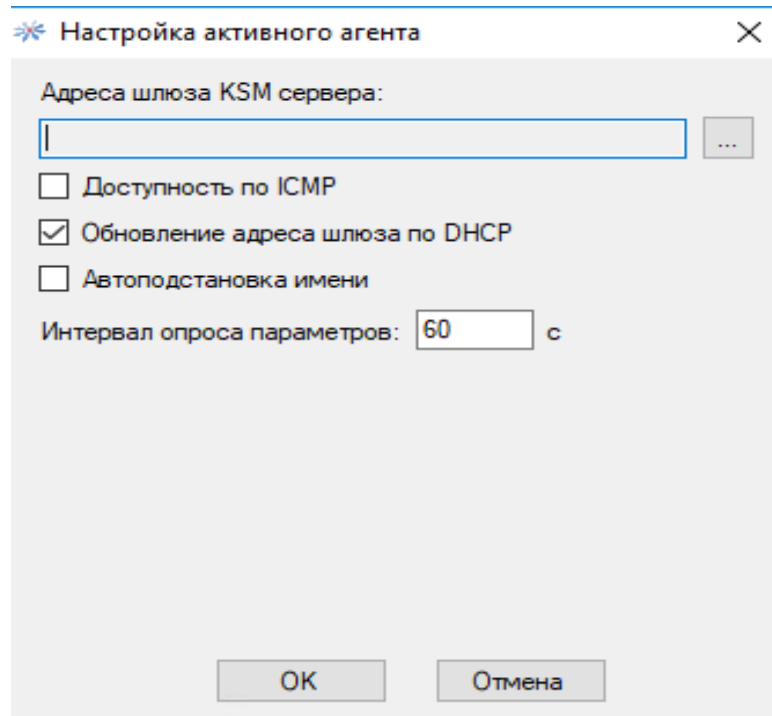 Настройка активного агента
Адреса шлюза KSM сервера:
...
Доступность по ICMP
Обновление адреса шлюза по DHCP
Автоподстановка имени
Интервал опроса параметров: 60 с
OK Отмена